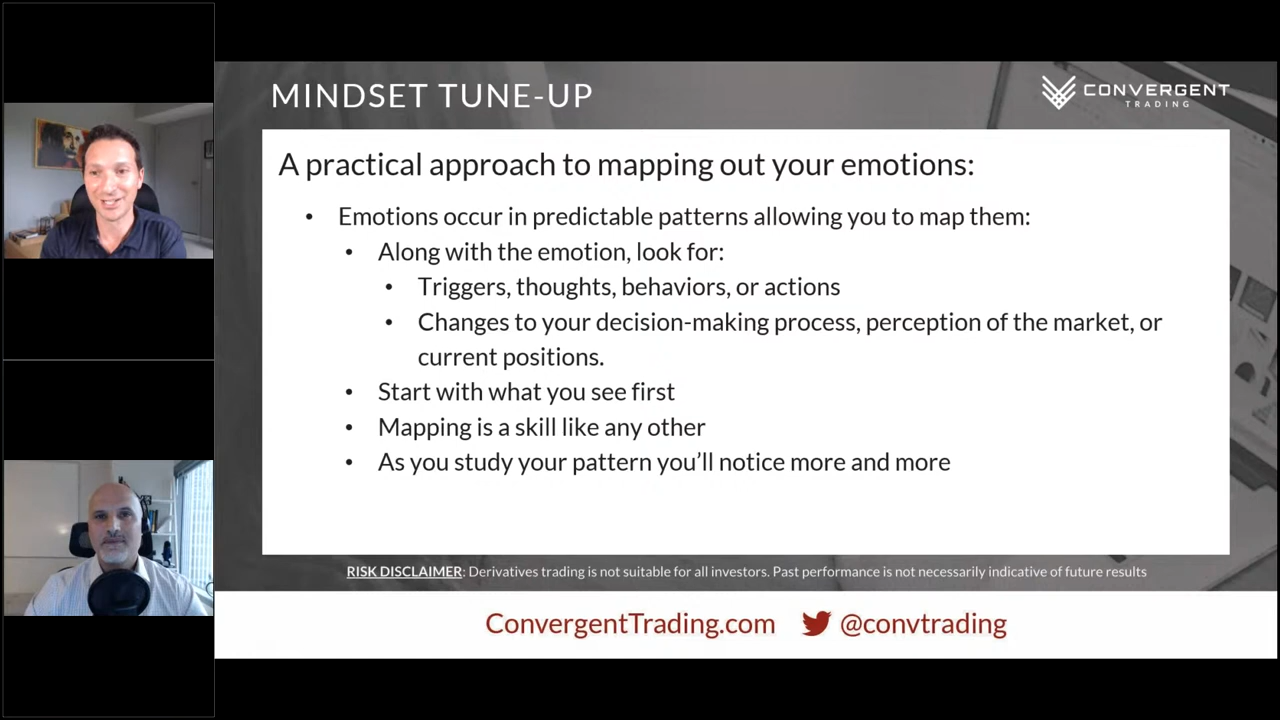 MINDSET TUNE-UP
CONVERGENT
TRADING
A practical approach to mapping out your emotions:
• Emotions occur in predictable patterns allowing you to map them:
• Along with the emotion, look for:
• Triggers, thoughts, behaviors, or actions
• Changes to your decision-making process, perception of the market, or
current positions.
• Start with what you see first
• Mapping is a skill like any other
• As you study your pattern you’ll notice more and more
RISK DISCLAIMER: Derivatives trading is not suitable for all investors. Past performance is not necessarily indicative of future results
ConvergentTrading.com @convtrading